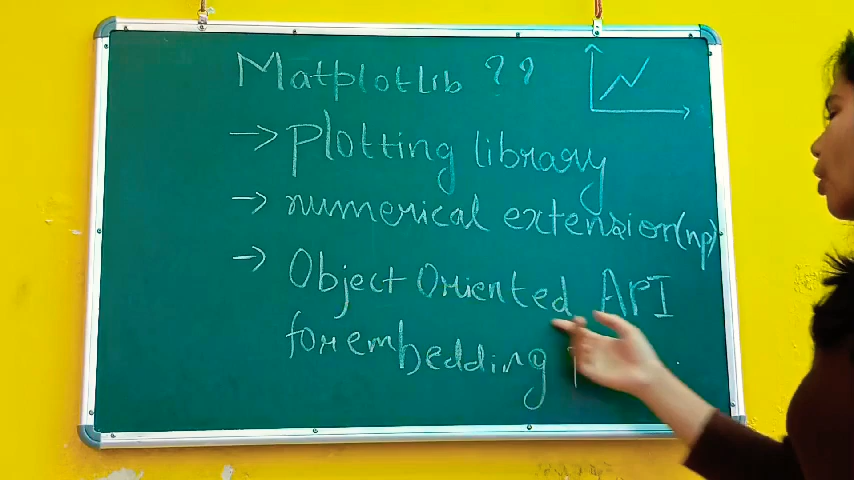 Matplotlib ??
→ Plotting library
→ numerical extension(np)
→ Object Oriented API
for embedding